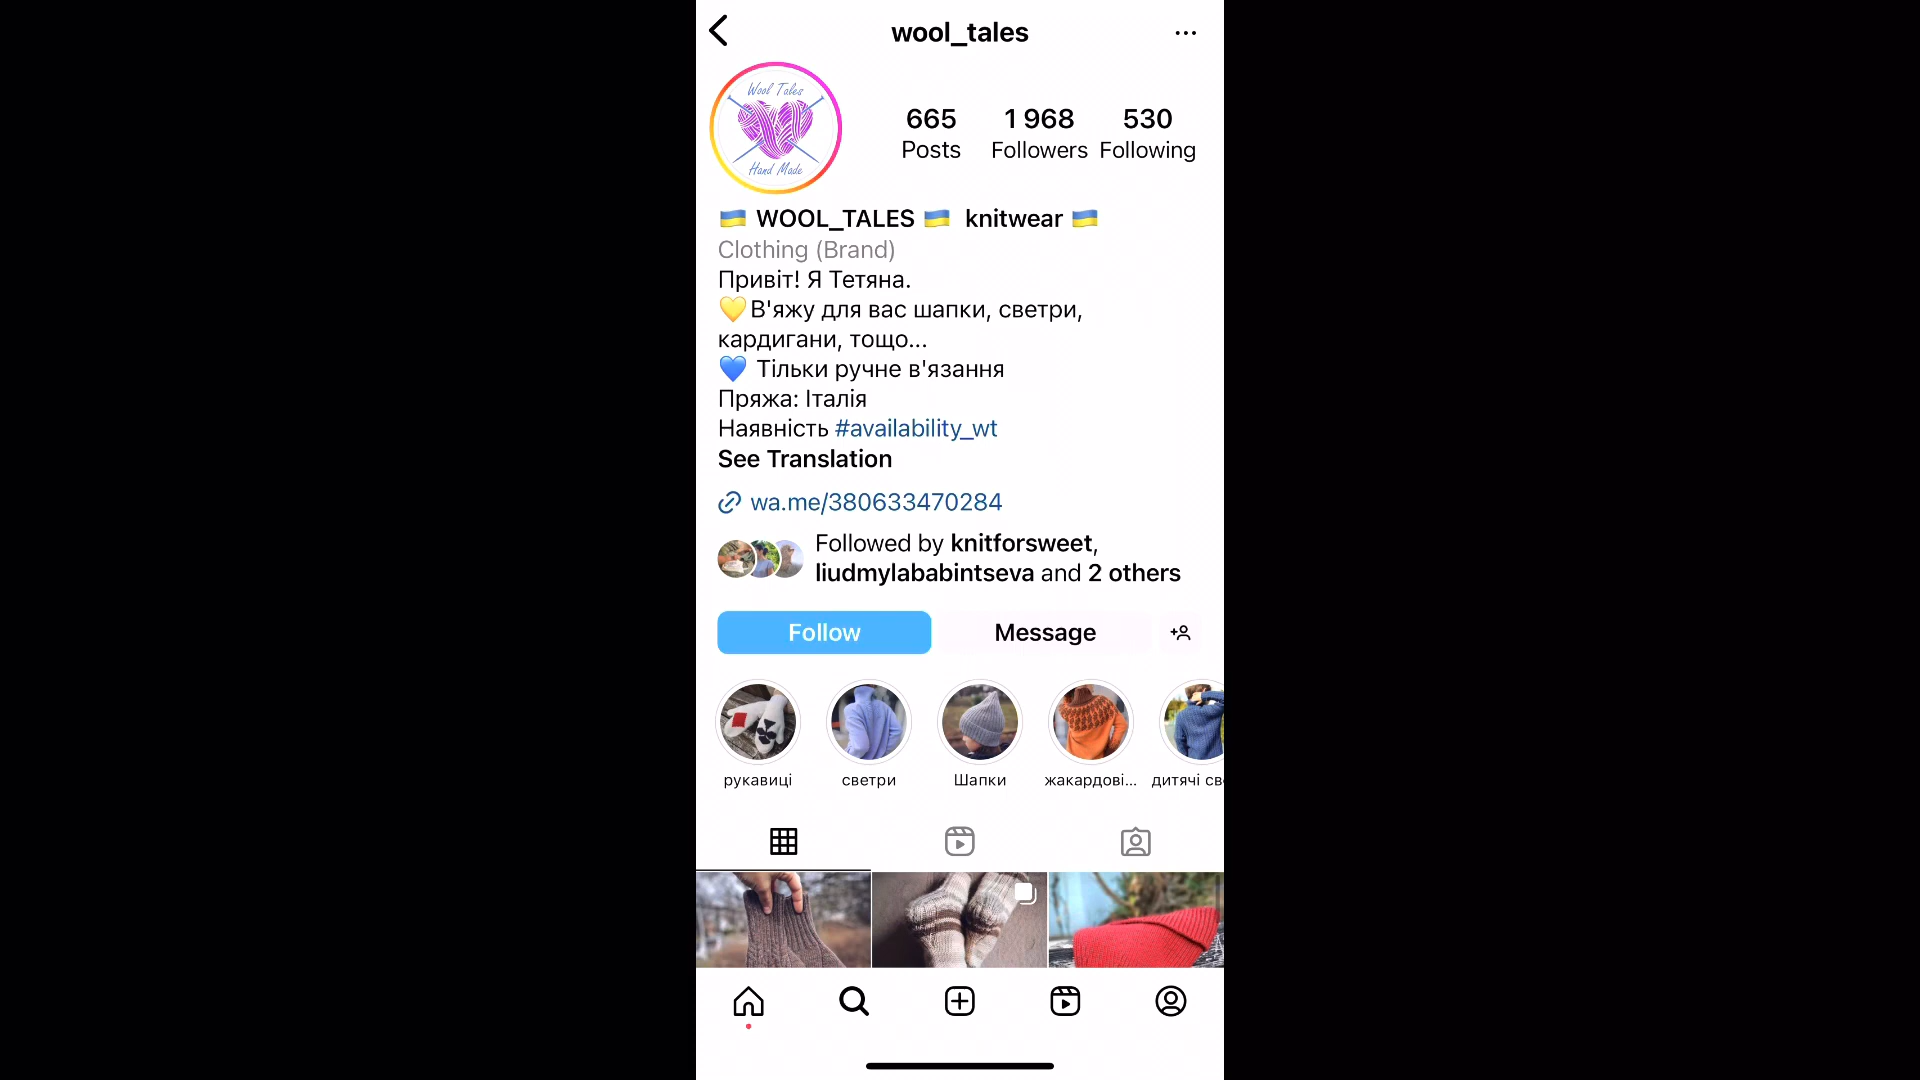 wool_tales
Wool Tales
Hand Made
665 1 968 530
Posts Followers Following
🇺🇦 WOOL_TALES 🇺🇦 knitwear 🇺🇦
Clothing (Brand)
Привіт! Я Тетяна.
💛В'яжу для вас шапки, светри,
кардигани, тощо...
💙 Тільки ручне в'язання
Пряжа: Італія
Наявність #availability_wt
See Translation
wa.me/380633470284
Followed by knitforsweet,
liudmylababintseva and 2 others
Follow Message
рукавиці светри Шапки жакардові... дитячі св